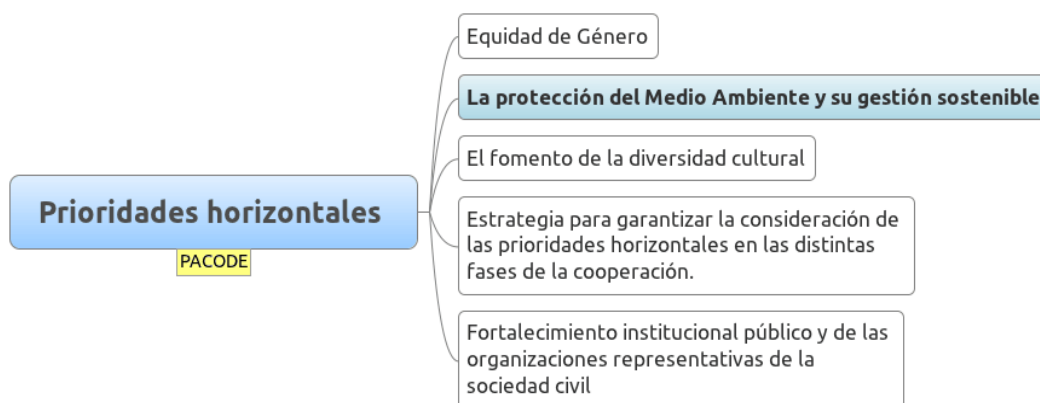 Equidad de Género
La protección del Medio Ambiente y su gestión sostenible
El fomento de la diversidad cultural
Prioridades horizontales
PACODE
Estrategia para garantizar la consideración de
las prioridades horizontales en las distintas
fases de la cooperación.
Fortalecimiento institucional público y de las
organizaciones representativas de la
sociedad civil